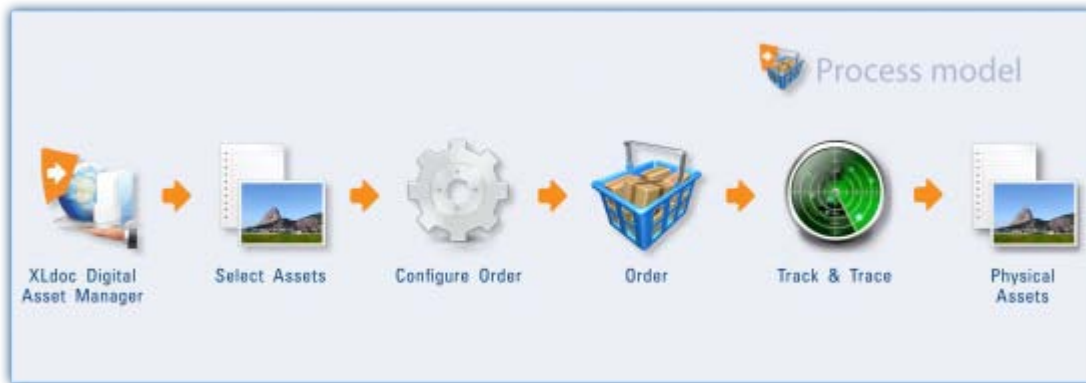 Process model
XLdoc Digital
Asset Manager
Select Assets
Configure Order
Order
Track & Trace
Physical
Assets